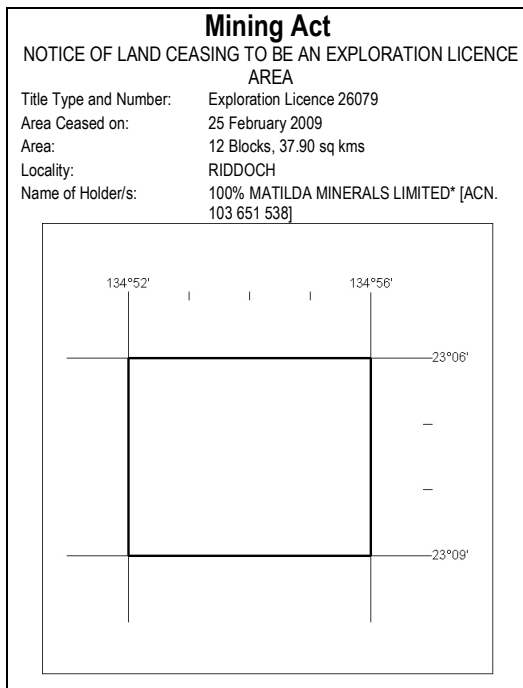 Mining Act
NOTICE OF LAND CEASING TO BE AN EXPLORATION LICENCE
AREA
Title Type and Number: Exploration Licence 26079
Area Ceased on: 25 February 2009
Area: 12 Blocks, 37.90 sq kms
Locality: RIDDOCH
Name of Holder/s: 100% MATILDA MINERALS LIMITED* [ACN.
103 651 538]
134°52' 134°56'
23°06'
23°09'